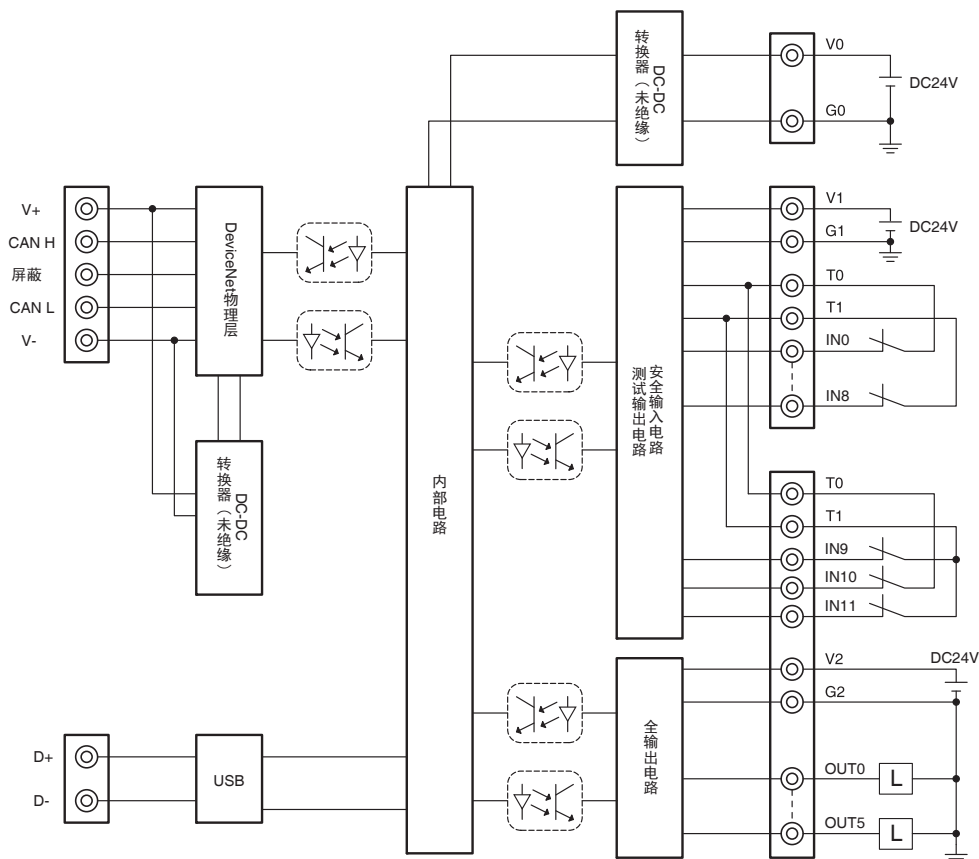 V+
CAN H
屏蔽
CAN L
V-
DeviceNet物理层
DC-DC
转换器（未绝缘）
D+
D-
USB
内部电路
DC-DC
转换器（未绝缘）
V0
DC24V
G0
安全输入电路
测试输出电路
V1
DC24V
G1
T0
T1
IN0
IN8
T0
T1
IN9
IN10
IN11
全输出电路
V2
DC24V
G2
OUT0
L
OUT5
L